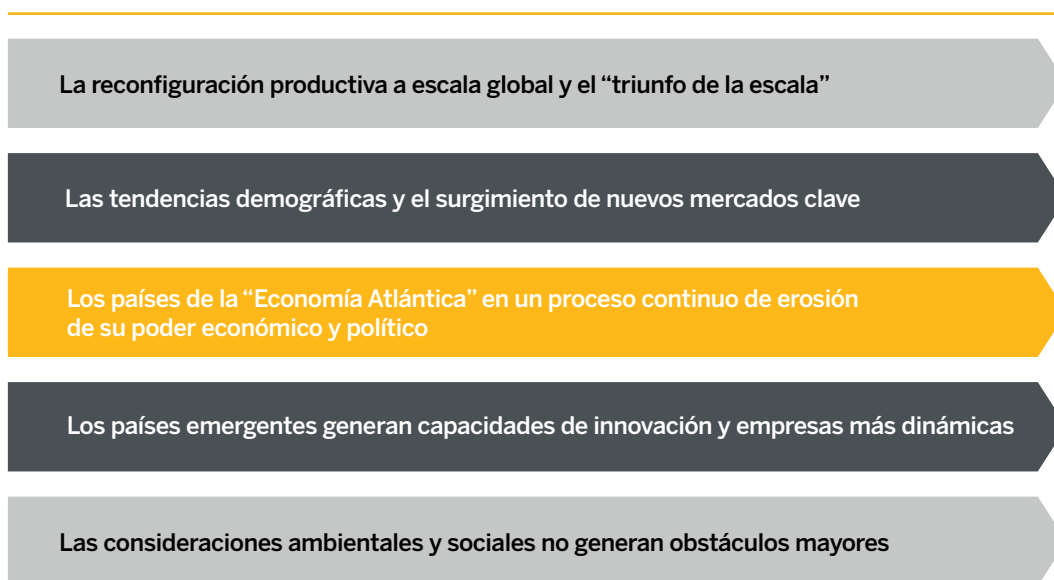 La reconfiguración productiva a escala global y el “triunfo de la escala”
Las tendencias demográficas y el surgimiento de nuevos mercados clave
Los países de la “Economía Atlántica” en un proceso continuo de erosión
de su poder económico y político
Los países emergentes generan capacidades de innovación y empresas más dinámicas
Las consideraciones ambientales y sociales no generan obstáculos mayores